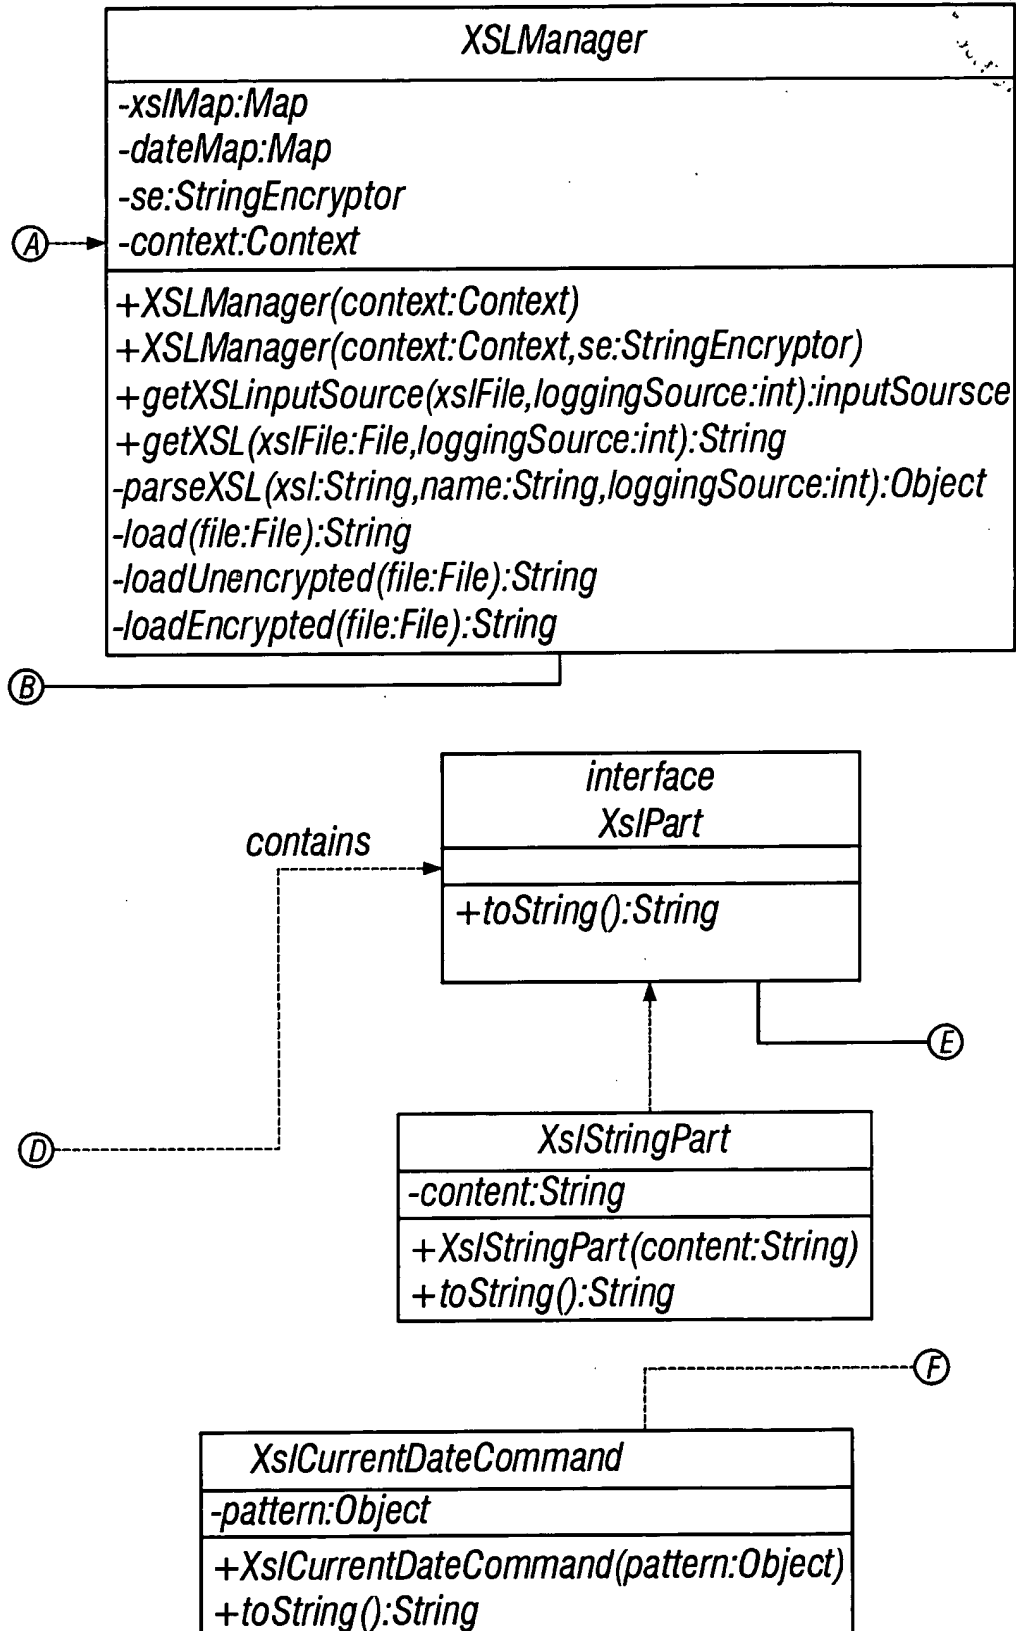 XSLManager
-xslMap:Map
-dateMap:Map
-se:StringEncryptor
A
-context:Context
+XSLManager(context:Context)
+XSLManager(context:Context,se:StringEncryptor)
+getXSLinputSource(xslFile,loggingSource:int):inputSoursce
+getXSL(xslFile:File,loggingSource:int):String
-parseXSL(xsl:String,name:String,loggingSource:int):Object
-load(file:File):String
-loadUnencrypted(file:File):String
-loadEncrypted(file:File):String
B
interface
XslPart
contains
+toString():String
E
D
XslStringPart
-content:String
+XslStringPart(content:String)
+toString():String
F
XslCurrentDateCommand
-pattern:Object
+XslCurrentDateCommand(pattern:Object)
+toString():String